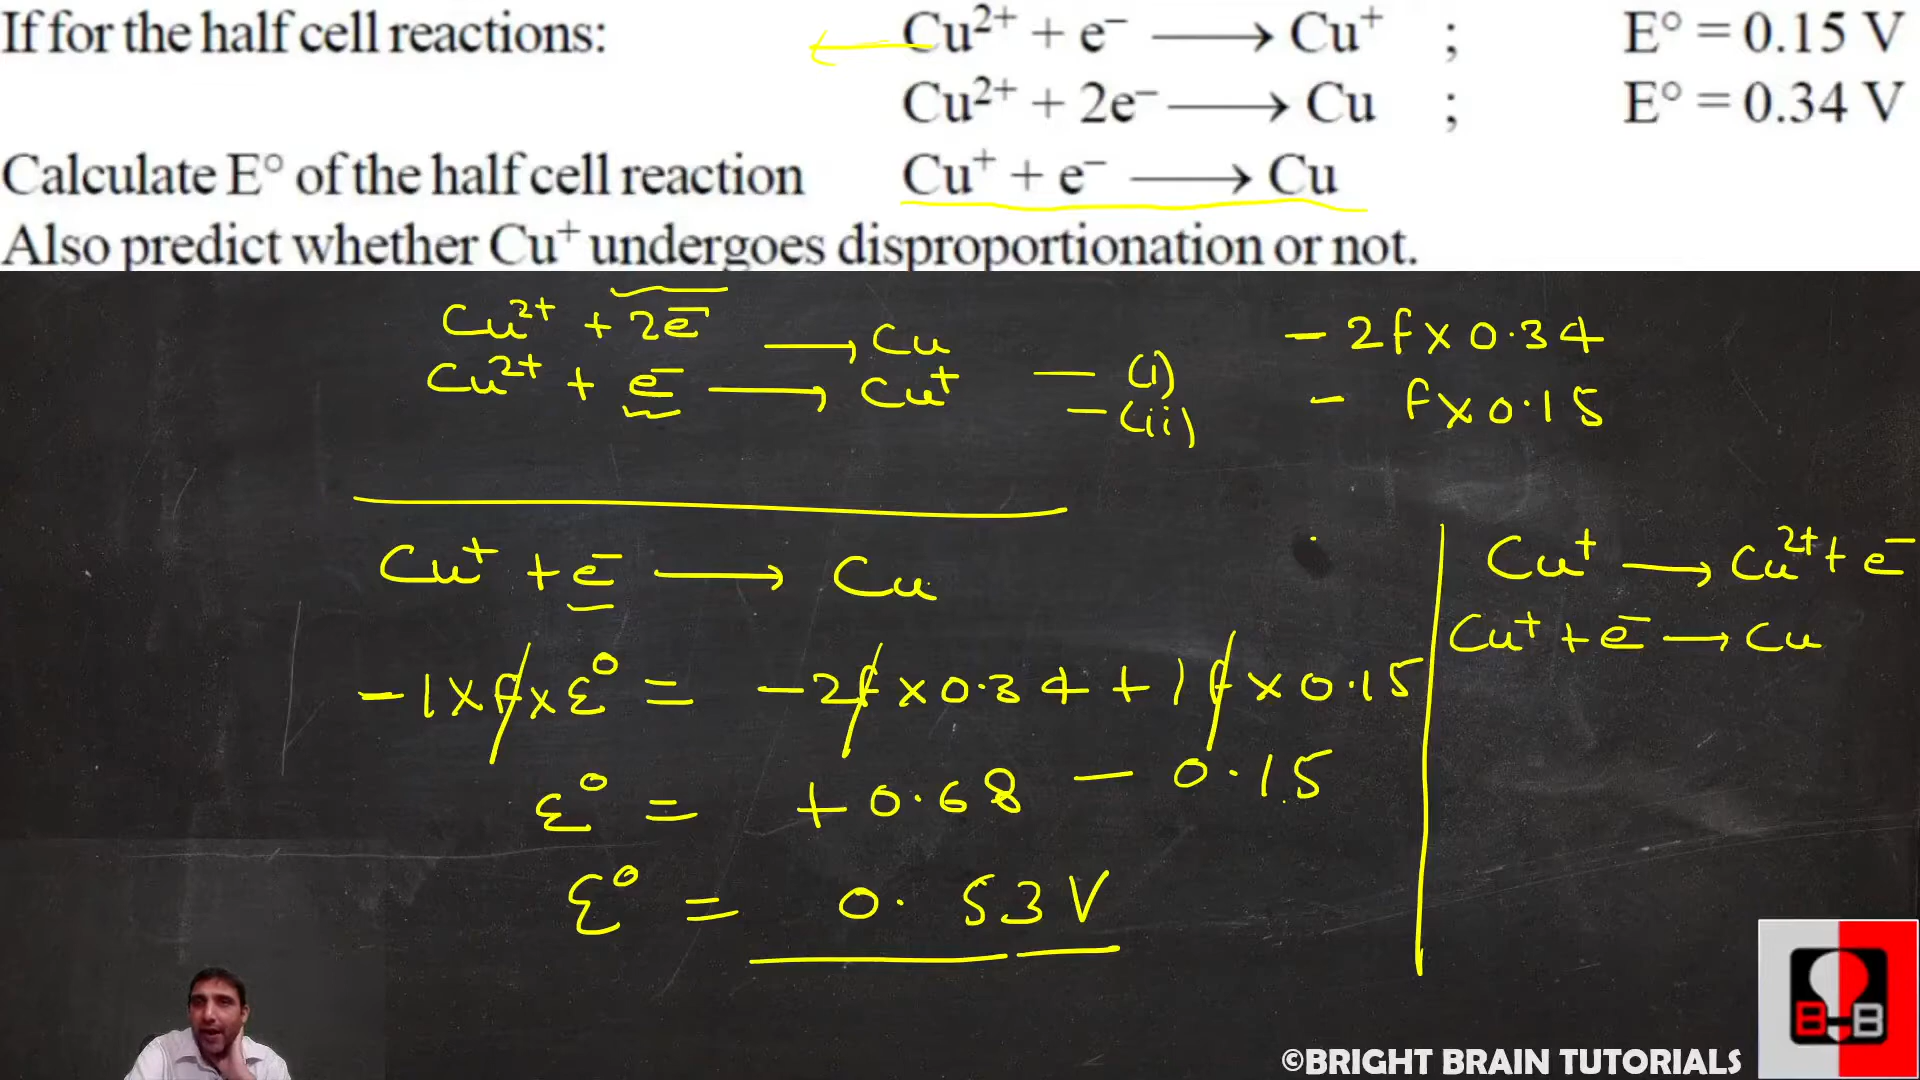 If for the half cell reactions: Cu²⁺ + e⁻ ⟶ Cu⁺ ; E° = 0.15 V
Cu²⁺ + 2e⁻ ⟶ Cu ; E° = 0.34 V
Calculate E° of the half cell reaction Cu⁺ + e⁻ ⟶ Cu
Also predict whether Cu⁺ undergoes disproportionation or not.
Cu²⁺ + 2e⁻ ⟶ Cu — (i) - 2F × 0.34
Cu²⁺ + e⁻ ⟶ Cu⁺ — (ii) - F × 0.15
Cu⁺ + e⁻ ⟶ Cu
-1 × F × ε° = -2F × 0.34 + 1F × 0.15
ε° = +0.68 - 0.15
ε° = 0.53 V
Cu⁺ ⟶ Cu²⁺ + e⁻
Cu⁺ + e⁻ ⟶ Cu
B B
©BRIGHT BRAIN TUTORIALS